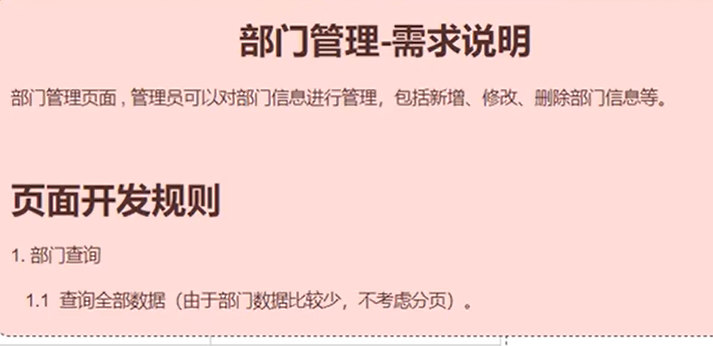 部门管理-需求说明
部门管理页面 , 管理员可以对部门信息进行管理，包括新增、修改、删除部门信息等。
页面开发规则
1. 部门查询
1.1 查询全部数据（由于部门数据比较少，不考虑分页）。